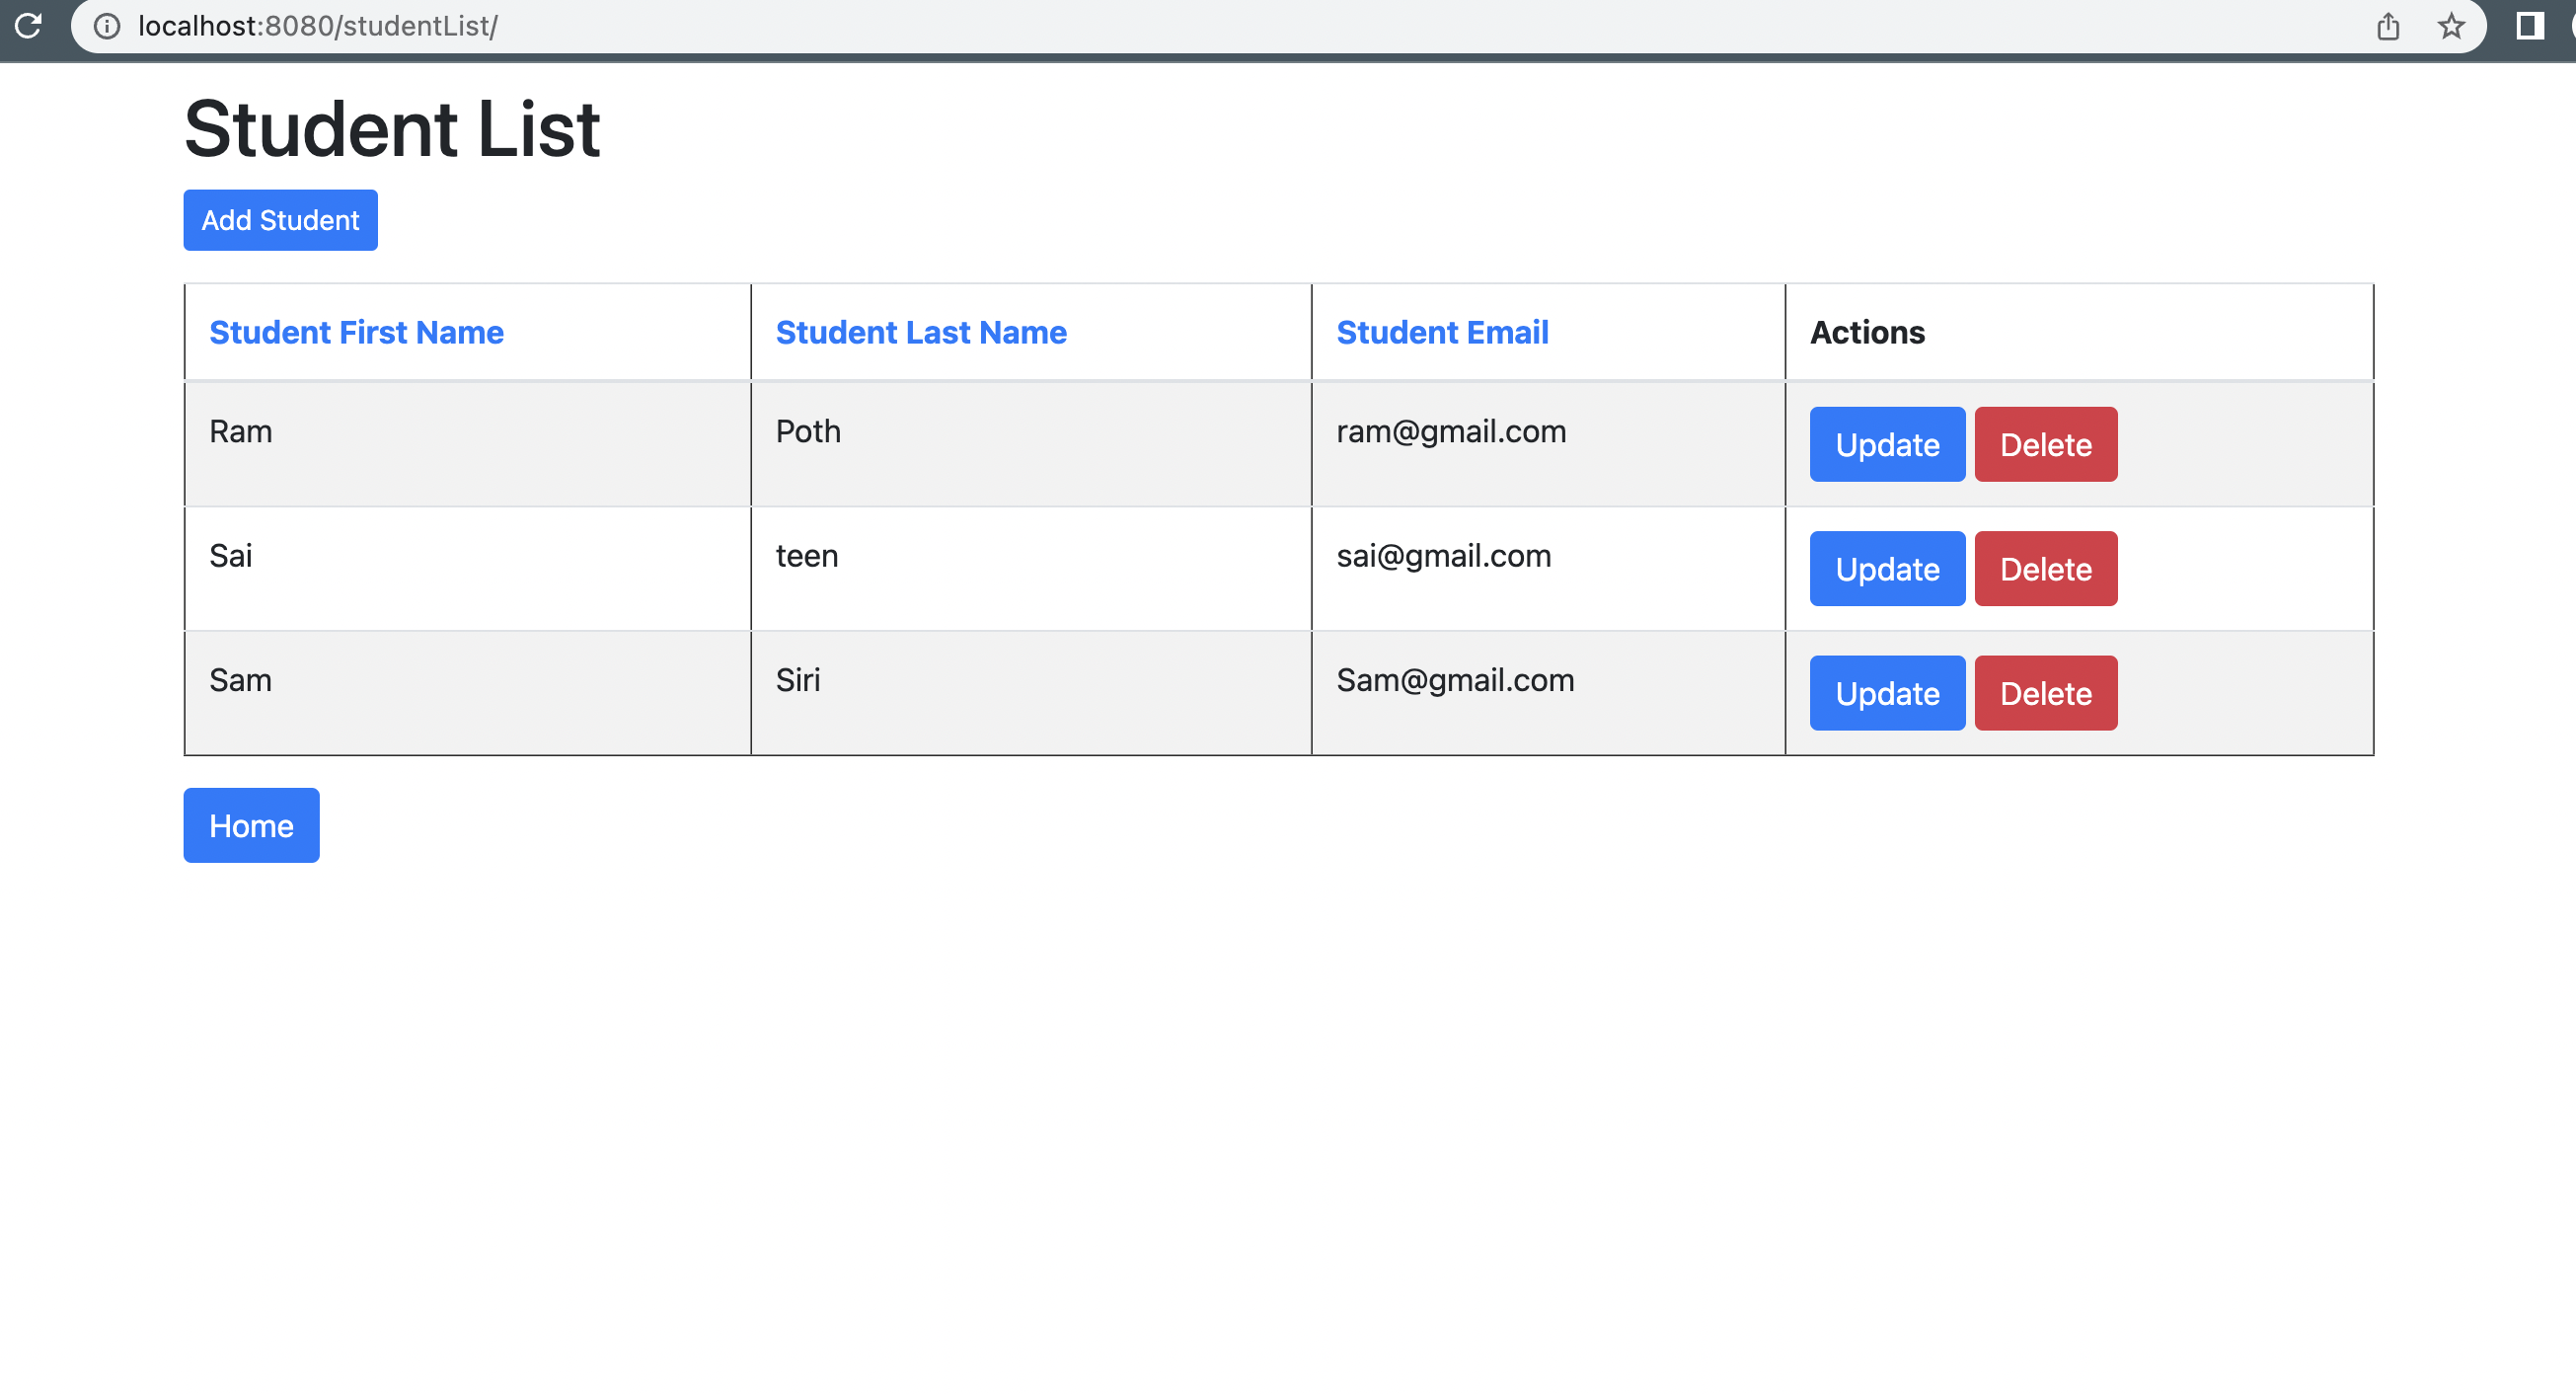 localhost:8080/studentList/
Student List
Add Student
Student First Name Student Last Name Student Email Actions
Ram Poth ram@gmail.com Update Delete
Sai teen sai@gmail.com Update Delete
Sam Siri Sam@gmail.com Update Delete
Home